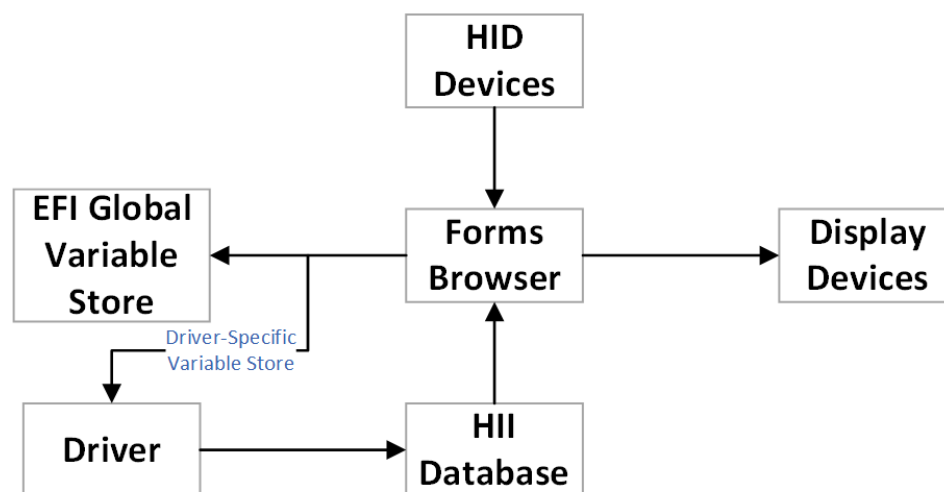 HID
Devices
EFI Global
Variable
Store
Forms
Browser
Display
Devices
Driver-Specific
Variable Store
Driver
HII
Database